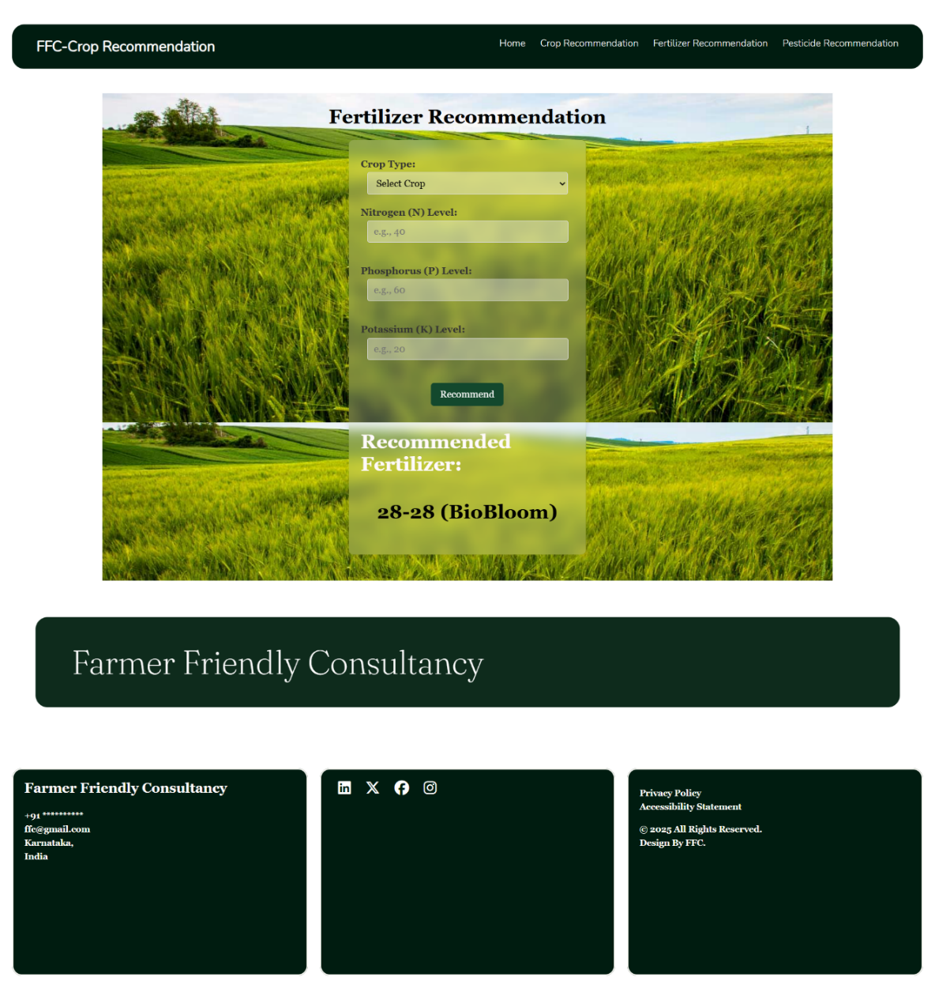 FFC-Crop Recommendation
Home Crop Recommendation Fertilizer Recommendation Pesticide Recommendation
Fertilizer Recommendation
Crop Type:
Select Crop
Nitrogen (N) Level:
e.g., 40
Phosphorus (P) Level:
e.g., 60
Potassium (K) Level:
e.g., 20
Recommend
Recommended
Fertilizer:
28-28 (BioBloom)
Farmer Friendly Consultancy
Farmer Friendly Consultancy
+91 **********
ffc@gmail.com
Karnataka,
India
Privacy Policy
Accessibility Statement
© 2025 All Rights Reserved.
Design By FFC.